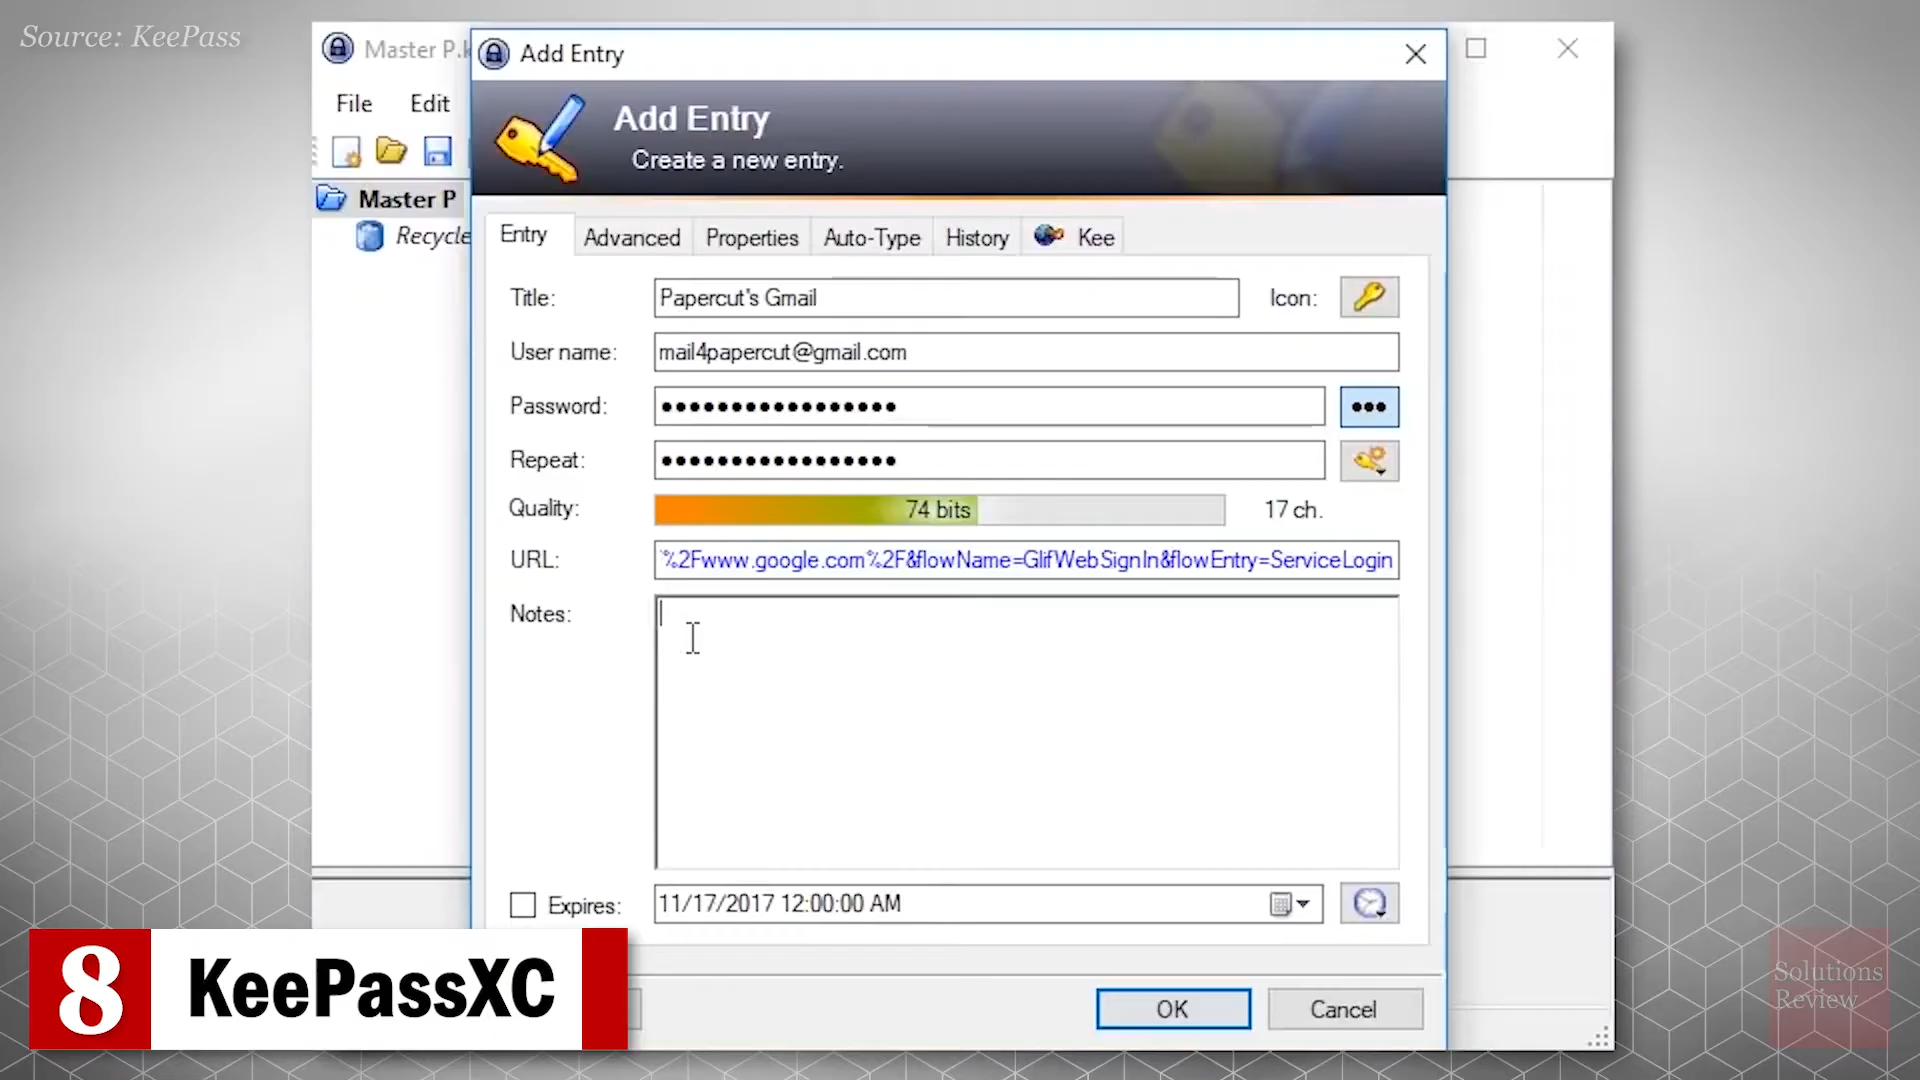 Source: KeePass
Master P.k
Add Entry
File Edit
Add Entry
Create a new entry.
Master P
Recycle
Entry Advanced Properties Auto-Type History Kee
Title: Papercut's Gmail Icon:
User name: mail4papercut@gmail.com
Password: •••••••••••••••••
Repeat: •••••••••••••••••
Quality: 74 bits 17 ch.
URL: %2Fwww.google.com%2F&flowName=GlifWebSignIn&flowEntry=ServiceLogin
Notes:
Expires: 11/17/2017 12:00:00 AM
8 KeePassXC
OK Cancel
Solutions
Review